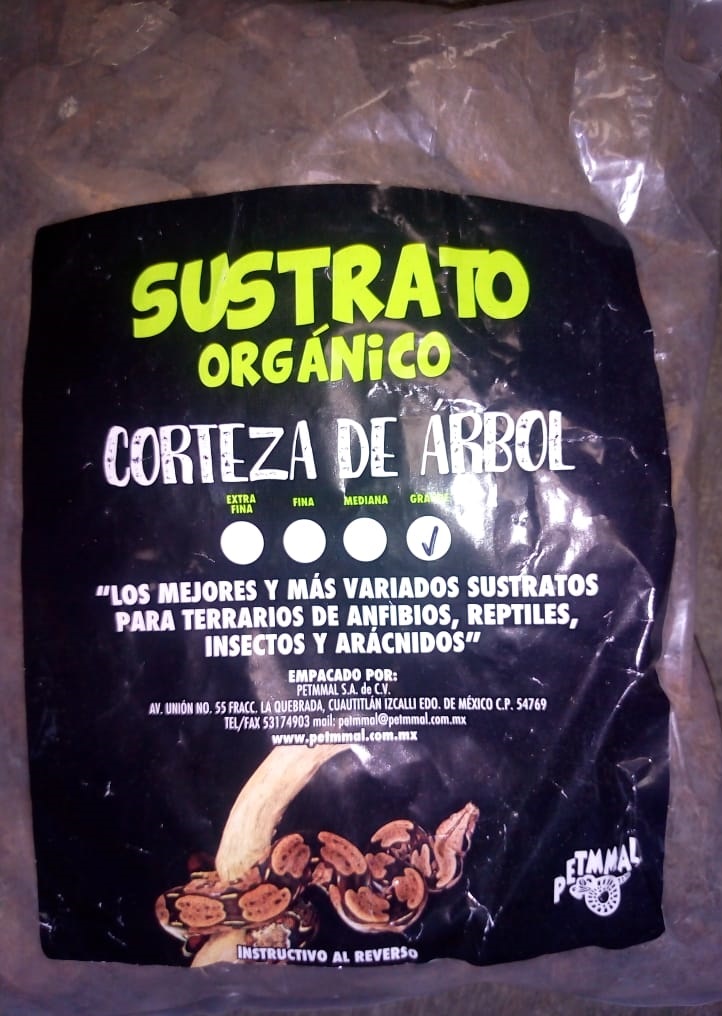 SUSTRATO
ORGÁNiCO
CORTEZA DE ÁRBOL
EXTRA FINA FINA MEDIANA GRANDE
"LOS MEJORES Y MÁS VARIADOS SUSTRATOS
PARA TERRARIOS DE ANFIBIOS, REPTILES,
INSECTOS Y ARÁCNIDOS"
EMPACADO POR:
PETMMAL S.A. de C.V.
AV. UNIÓN NO. 55 FRACC. LA QUEBRADA, CUAUTITLÁN IZCALLI EDO. DE MÉXICO C.P. 54769
TEL/FAX 53174903 mail: petmmal@petmmal.com.mx
www.petmmal.com.mx
PETMMAL
INSTRUCTIVO AL REVERSO